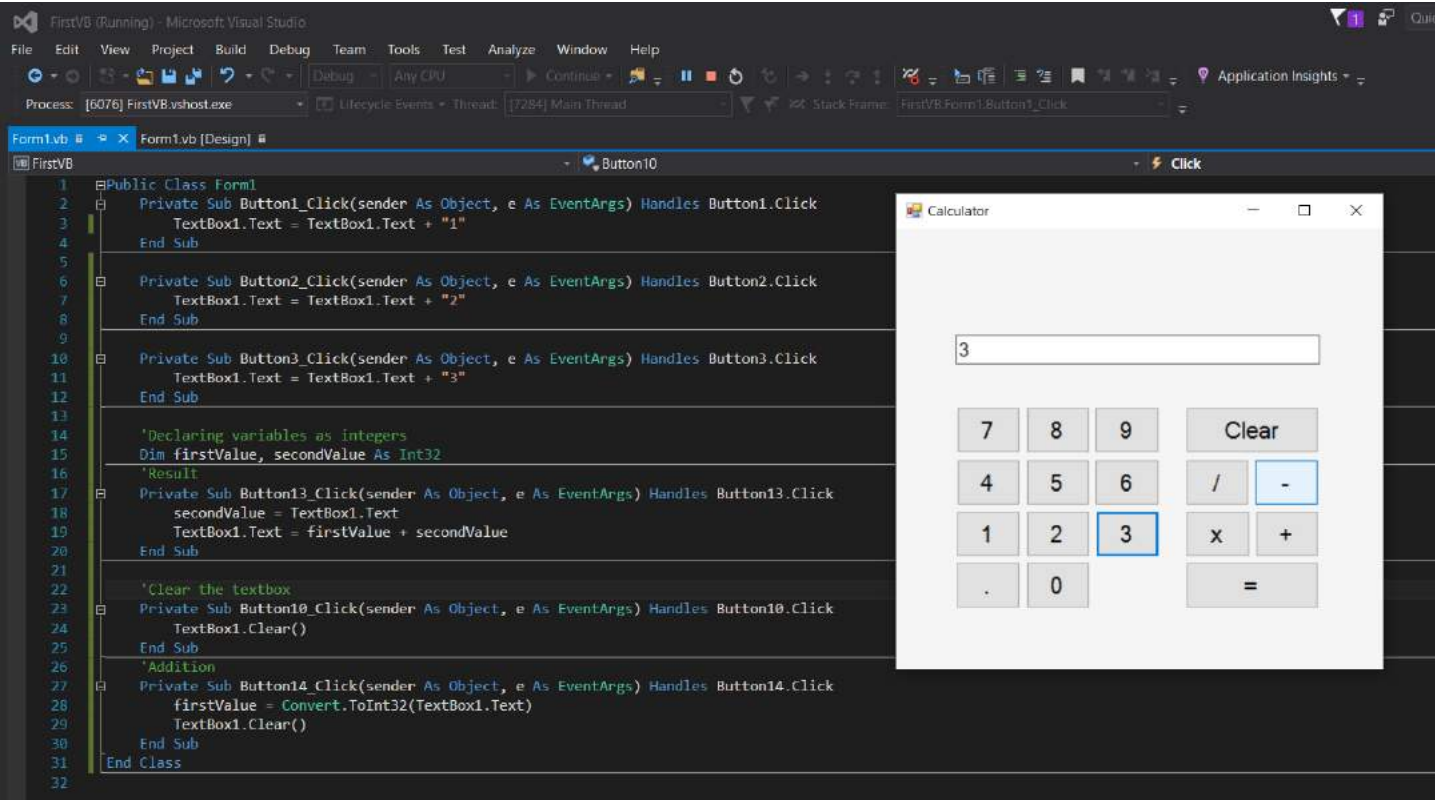 FirstVB (Running) - Microsoft Visual Studio
1
Quic
File Edit View Project Build Debug Team Tools Test Analyze Window Help
Debug Any CPU Continue Application Insights
Process: [6076] FirstVB.vshost.exe Lifecycle Events Thread: [7284] Main Thread Stack Frame: FirstVB.Form1.Button1_Click
Form1.vb Form1.vb [Design]
VB FirstVB Button10 Click
1 Public Class Form1
2 Private Sub Button1_Click(sender As Object, e As EventArgs) Handles Button1.Click
3 TextBox1.Text = TextBox1.Text + "1"
4 End Sub
5
6 Private Sub Button2_Click(sender As Object, e As EventArgs) Handles Button2.Click
7 TextBox1.Text = TextBox1.Text + "2"
8 End Sub
9
10 Private Sub Button3_Click(sender As Object, e As EventArgs) Handles Button3.Click
11 TextBox1.Text = TextBox1.Text + "3"
12 End Sub
13
14 'Declaring variables as integers
15 Dim firstValue, secondValue As Int32
16 'Result
17 Private Sub Button13_Click(sender As Object, e As EventArgs) Handles Button13.Click
18 secondValue = TextBox1.Text
19 TextBox1.Text = firstValue + secondValue
20 End Sub
21
22 'Clear the textbox
23 Private Sub Button10_Click(sender As Object, e As EventArgs) Handles Button10.Click
24 TextBox1.Clear()
25 End Sub
26 'Addition
27 Private Sub Button14_Click(sender As Object, e As EventArgs) Handles Button14.Click
28 firstValue = Convert.ToInt32(TextBox1.Text)
29 TextBox1.Clear()
30 End Sub
31 End Class
32
Calculator
3
7 8 9 Clear
4 5 6 / -
1 2 3 x +
. 0 =